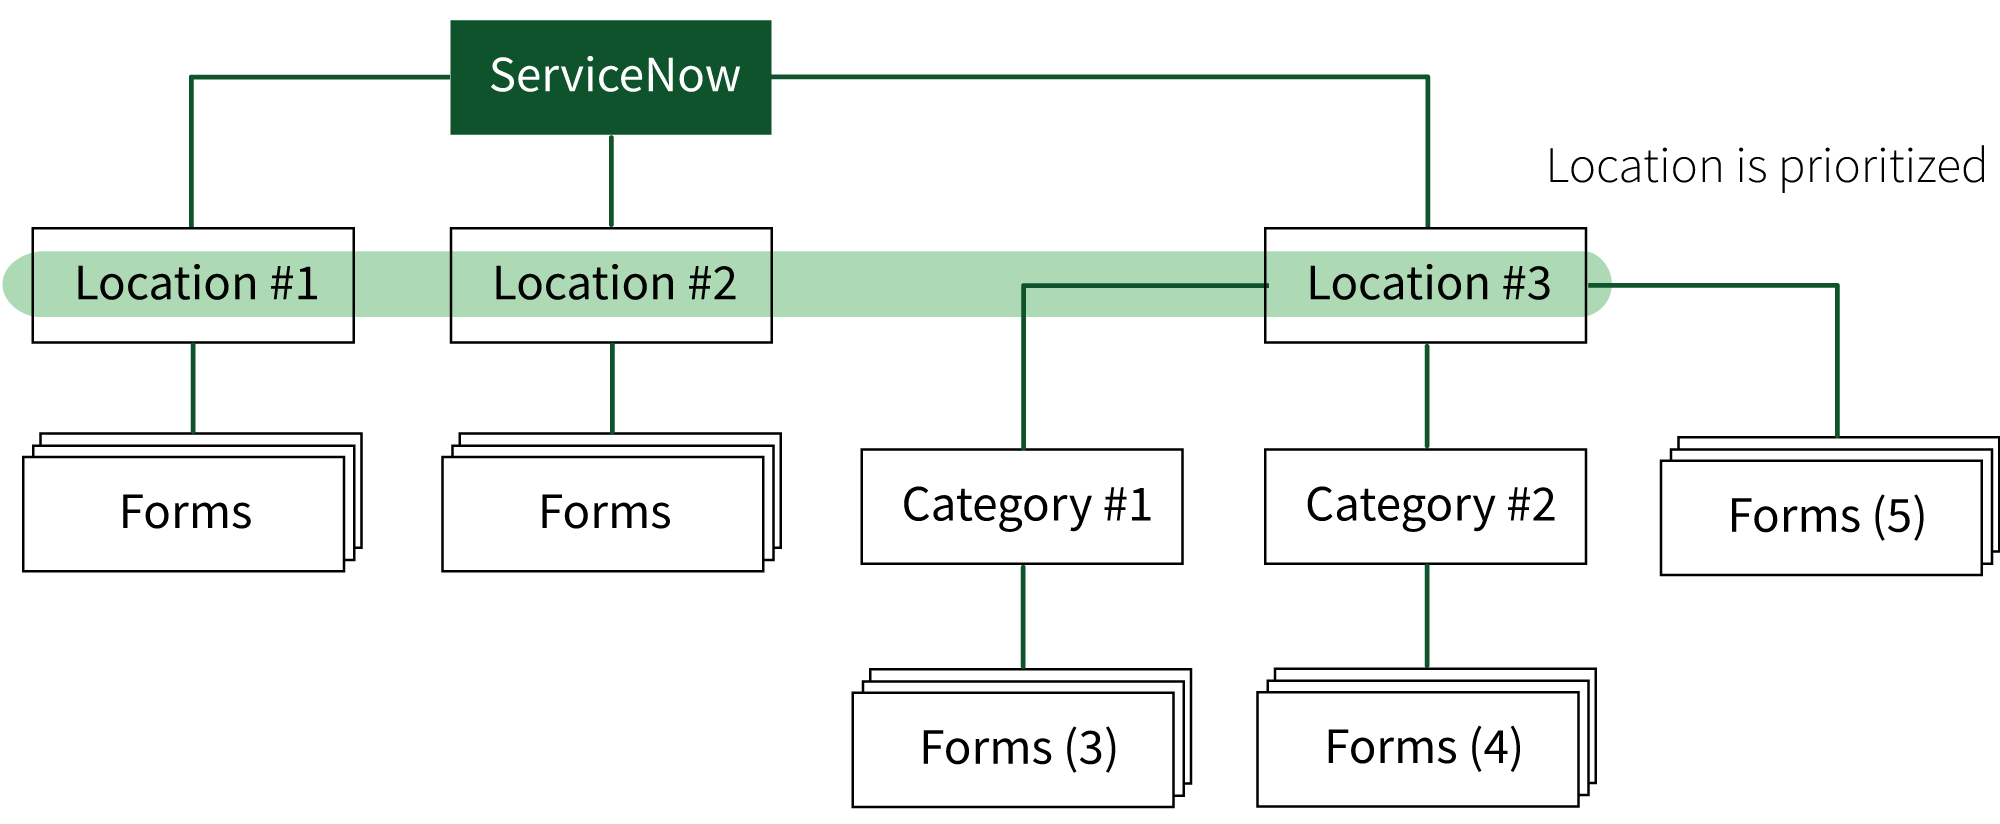 ServiceNow
Location is prioritized
Location #1
Location #2
Location #3
Forms
Forms
Category #1
Category #2
Forms (5)
Forms (3)
Forms (4)